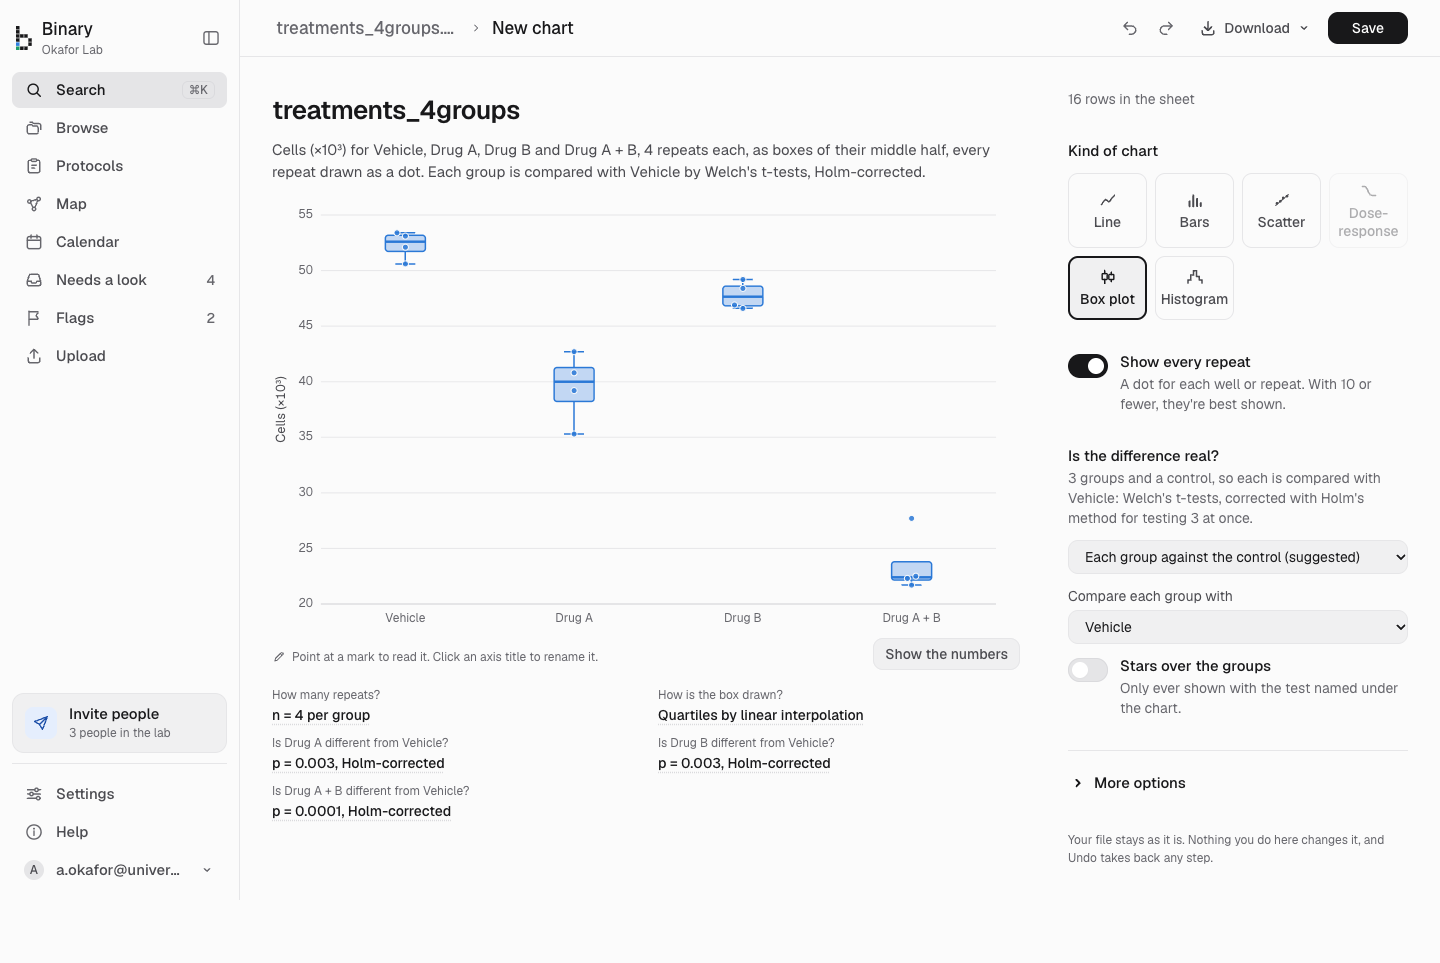 Binary
Okafor Lab
Search ⌘K
Browse
Protocols
Map
Calendar
Needs a look 4
Flags 2
Upload
Invite people
3 people in the lab
Settings
Help
A a.okafor@univer...
treatments_4groups.... › New chart
Download
Save
treatments_4groups
Cells (×10³) for Vehicle, Drug A, Drug B and Drug A + B, 4 repeats each, as boxes of their middle half, every
repeat drawn as a dot. Each group is compared with Vehicle by Welch's t-tests, Holm-corrected.
Cells (×10³)
55
50
45
40
35
30
25
20
Vehicle Drug A Drug B Drug A + B
Point at a mark to read it. Click an axis title to rename it.
Show the numbers
How many repeats?
n = 4 per group
How is the box drawn?
Quartiles by linear interpolation
Is Drug A different from Vehicle?
p = 0.003, Holm-corrected
Is Drug B different from Vehicle?
p = 0.003, Holm-corrected
Is Drug A + B different from Vehicle?
p = 0.0001, Holm-corrected
16 rows in the sheet
Kind of chart
Line
Bars
Scatter
Dose-
response
Box plot
Histogram
Show every repeat
A dot for each well or repeat. With 10 or
fewer, they're best shown.
Is the difference real?
3 groups and a control, so each is compared with
Vehicle: Welch's t-tests, corrected with Holm's
method for testing 3 at once.
Each group against the control (suggested)
Compare each group with
Vehicle
Stars over the groups
Only ever shown with the test named under
the chart.
More options
Your file stays as it is. Nothing you do here changes it, and
Undo takes back any step.